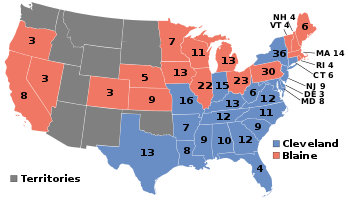 NH 4
VT 4
6
7
3
11
36
MA 14
13
RI 4
CT 6
3
5
13
23
30
NJ 9
DE 3
MD 8
8
3
9
22
15
6
12
16
13
11
12
9
7
13
8
9
10
12
4
Cleveland
Blaine
Territories